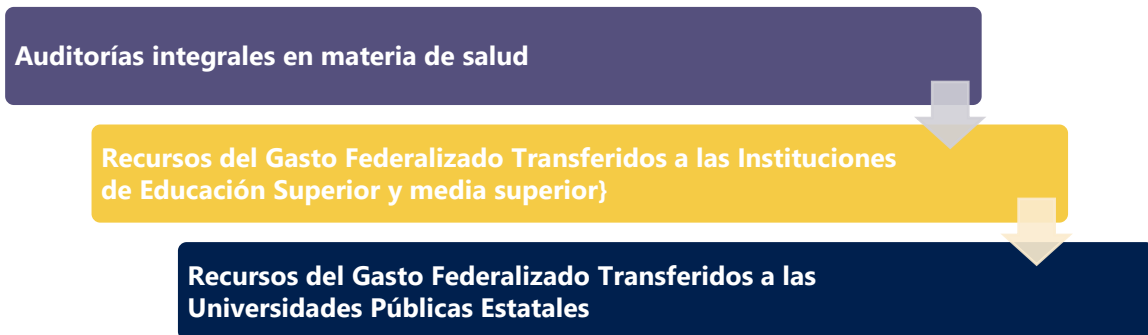 Auditorías integrales en materia de salud
Recursos del Gasto Federalizado Transferidos a las Instituciones
de Educación Superior y media superior}
Recursos del Gasto Federalizado Transferidos a las
Universidades Públicas Estatales